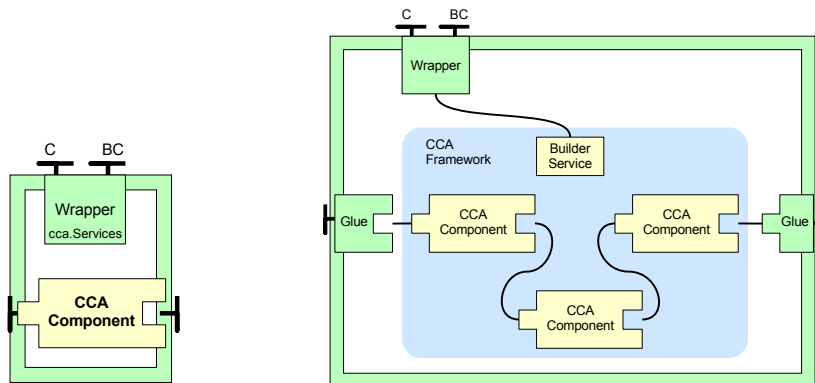 C BC
Wrapper
cca.Services
CCA
Component
C BC
Wrapper
CCA
Framework
Builder
Service
Glue
CCA
Component
CCA
Component
Glue
CCA
Component